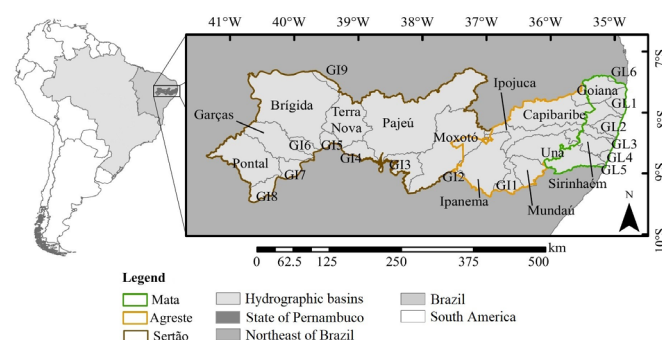 41°W 40°W 39°W 38°W 37°W 36°W 35°W
7°S
8°S
9°S
10°S
GI9
GL6
Ipojuca
Goiana
GL1
Garças
Brígida
Terra
Nova
Pajeú
Capibaribe
GL2
Moxotó
GI6
GI5
GI4
Una
GL3
Pontal
GI3
GL4
GI7
GI2
GI1
GL5
Sirinhaém
GI8
Ipanema
Mundaú
N
km
0 62.5 125 250 375 500
Legend
Mata
Hydrographic basins
Brazil
Agreste
State of Pernambuco
South America
Sertão
Northeast of Brazil